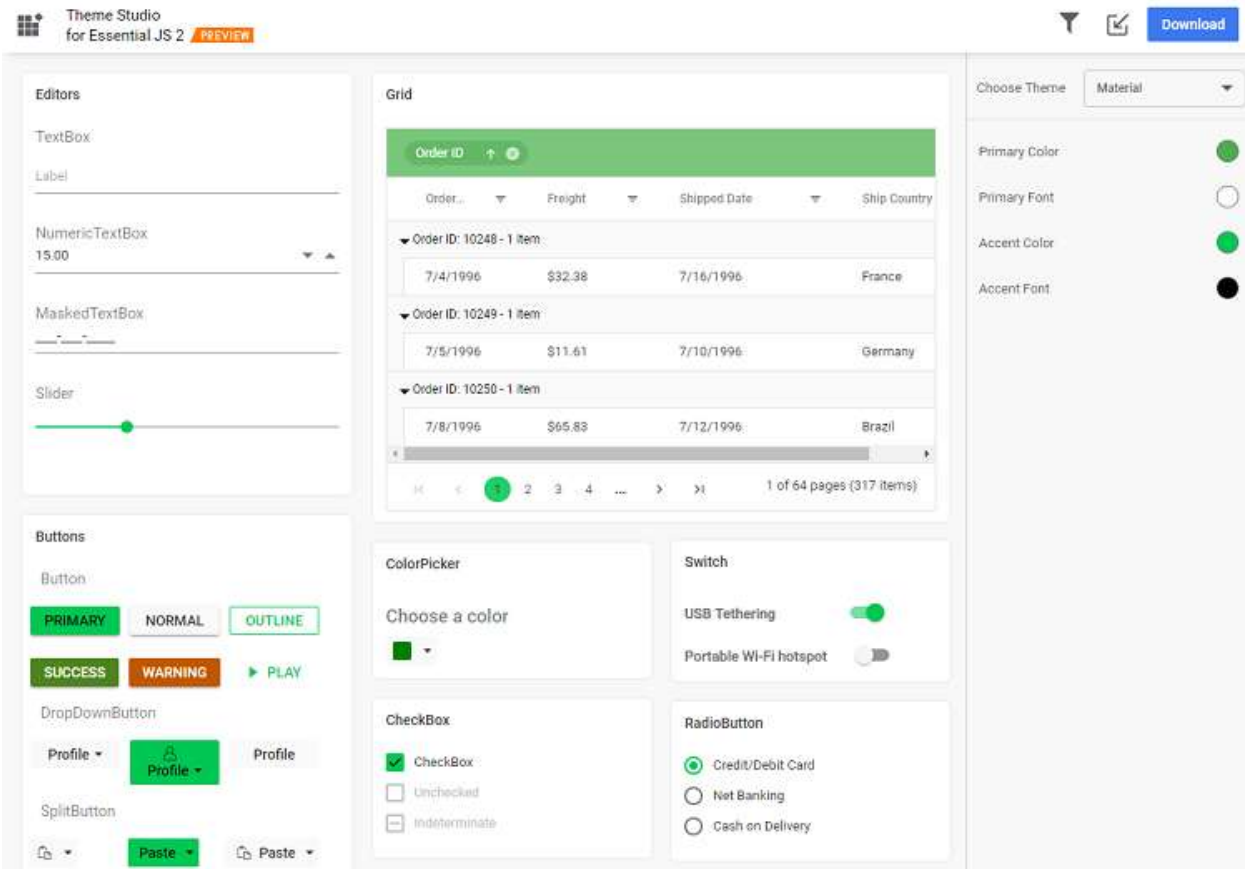 Theme Studio
for Essential JS 2 PREVIEW
Download
Editors
TextBox
Label
NumericTextBox
15.00
MaskedTextBox
___-___-____
Slider
Buttons
Button
PRIMARY NORMAL OUTLINE
SUCCESS WARNING PLAY
DropDownButton
Profile Profile Profile
SplitButton
Paste Paste
Grid
Order ID
Order... Freight Shipped Date Ship Country
Order ID: 10248 - 1 item
7/4/1996 $32.38 7/16/1996 France
Order ID: 10249 - 1 item
7/5/1996 $11.61 7/10/1996 Germany
Order ID: 10250 - 1 item
7/8/1996 $65.83 7/12/1996 Brazil
1 2 3 4 ... 1 of 64 pages (317 items)
ColorPicker
Choose a color
Switch
USB Tethering
Portable Wi-Fi hotspot
CheckBox
CheckBox
Unchecked
Indeterminate
RadioButton
Credit/Debit Card
Net Banking
Cash on Delivery
Choose Theme Material
Primary Color
Primary Font
Accent Color
Accent Font